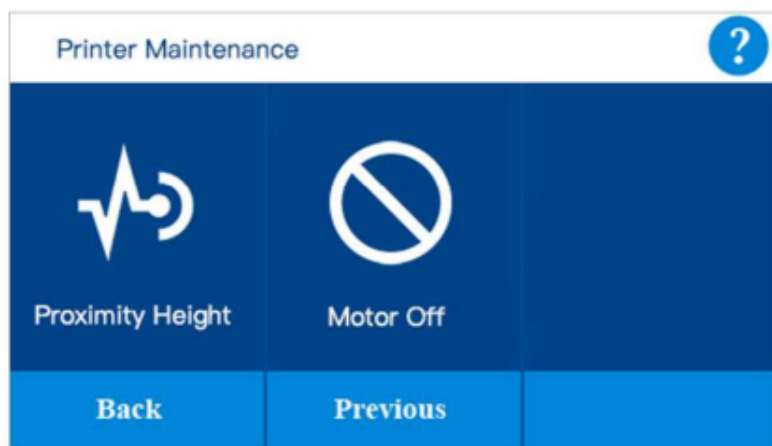 Printer Maintenance
?
Proximity Height
Motor Off
Back
Previous